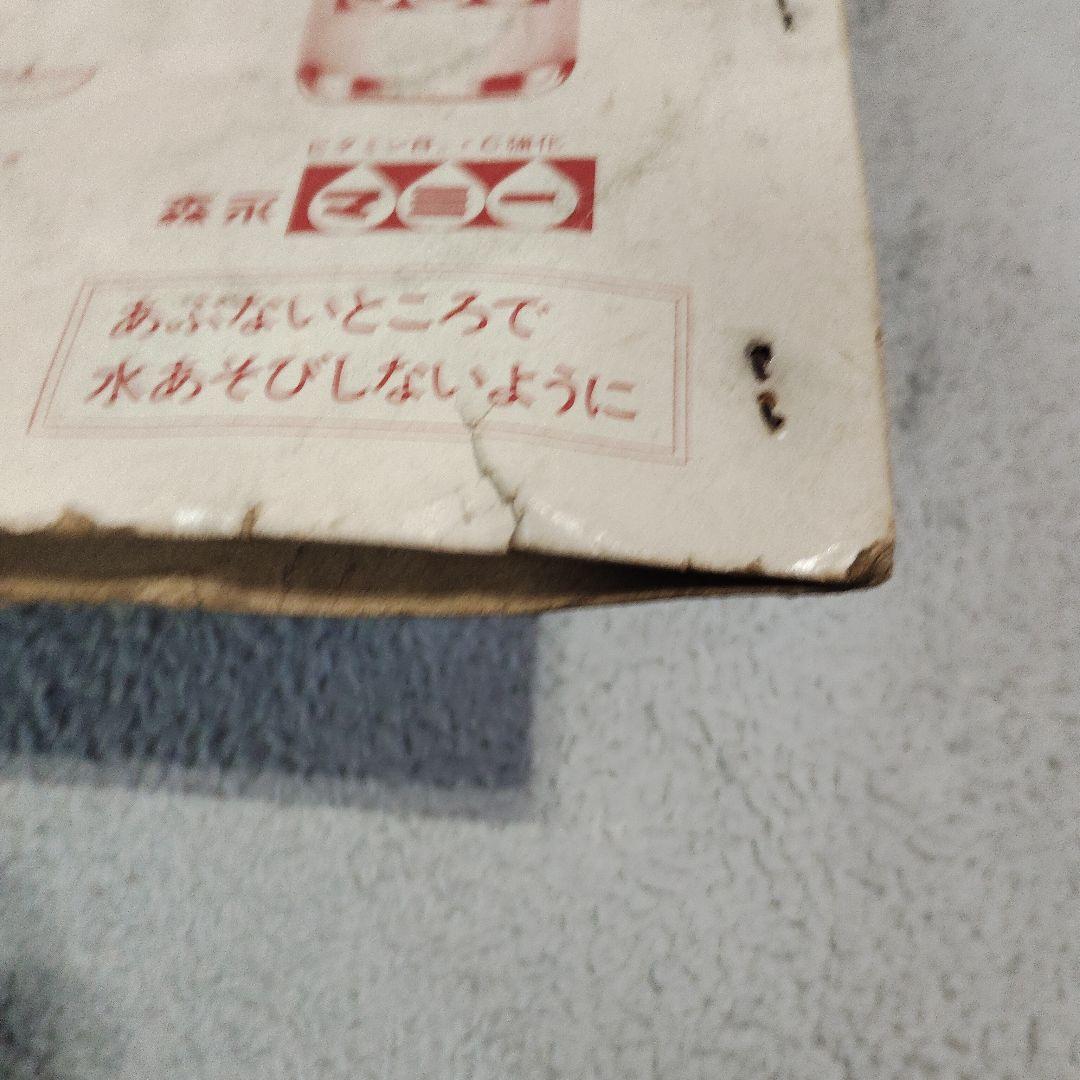 森永 マミー
あぶないところで
水あそびしないように